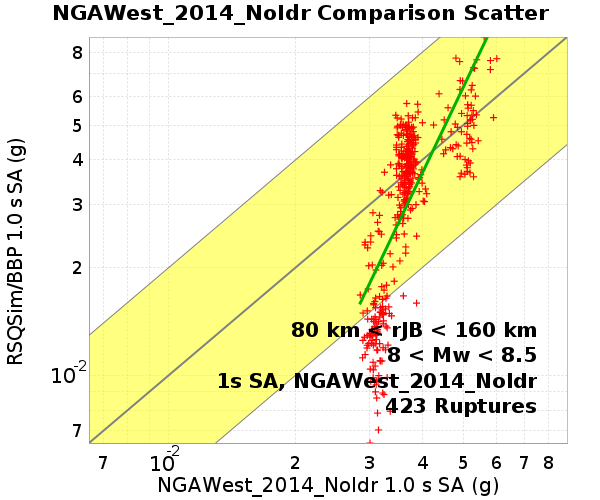 NGAWest_2014_NoIdr Comparison Scatter
RSQSim/BBP 1.0 s SA (g)
8
7
6
5
4
3
2
10-2
7
80 km < rJB < 160 km
8 < Mw < 8.5
1s SA, NGAWest_2014_NoIdr
423 Ruptures
7 10-2 2 3 4 5 6 7 8
NGAWest_2014_NoIdr 1.0 s SA (g)